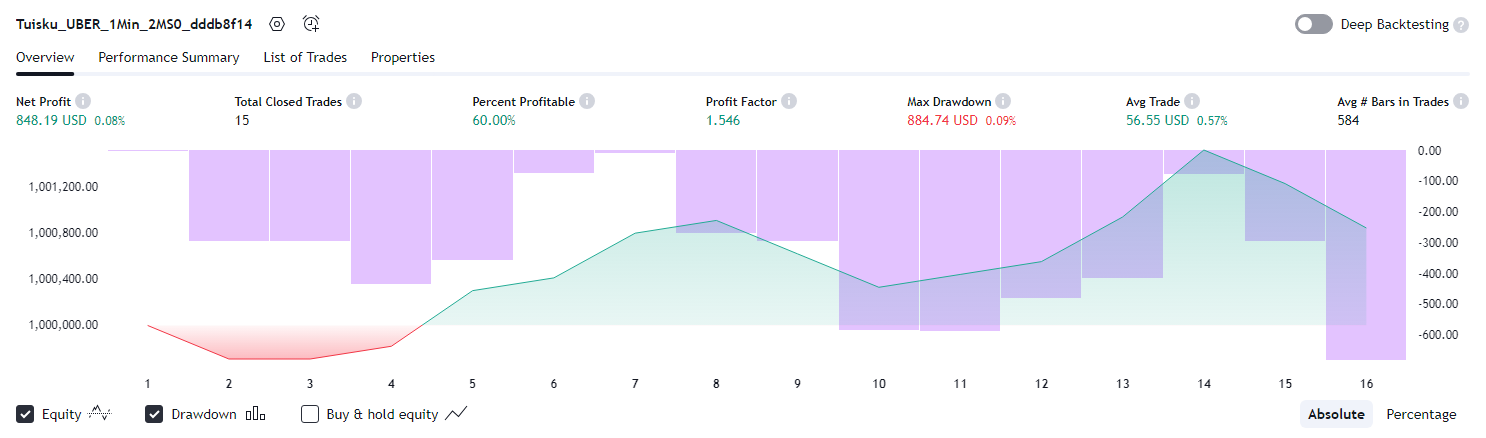 Tuisku_UBER_1Min_2MS0_dddb8f14
Deep Backtesting ?
Overview Performance Summary List of Trades Properties
Net Profit Total Closed Trades Percent Profitable Profit Factor Max Drawdown Avg Trade Avg # Bars in Trades
848.19 USD 0.08% 15 60.00% 1.546 884.74 USD 0.09% 56.55 USD 0.57% 584
0.00
1,001,200.00 -100.00
-200.00
1,000,800.00 -300.00
1,000,400.00 -400.00
-500.00
1,000,000.00 -600.00
1 2 3 4 5 6 7 8 9 10 11 12 13 14 15 16
Equity Drawdown Buy & hold equity Absolute Percentage